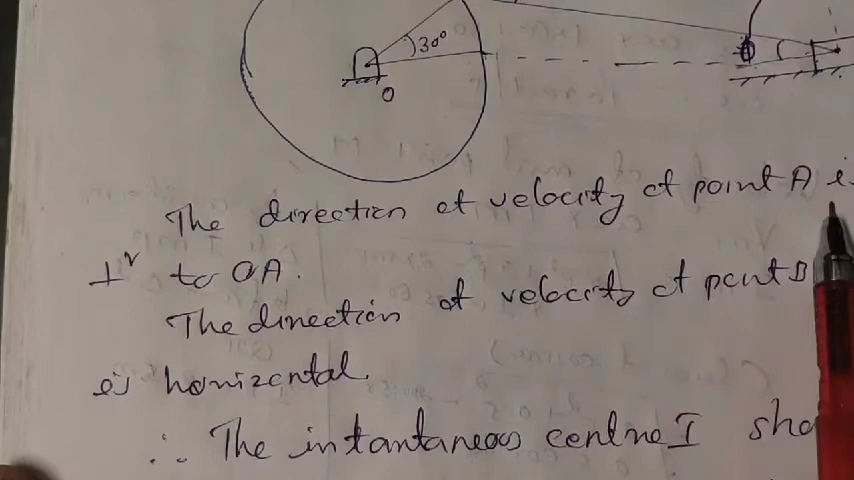 30°
O
The direction of velocity of point A is
⊥r to OA.
The direction of velocity of point B
is horizontal
∴ The instantaneous centre I sho